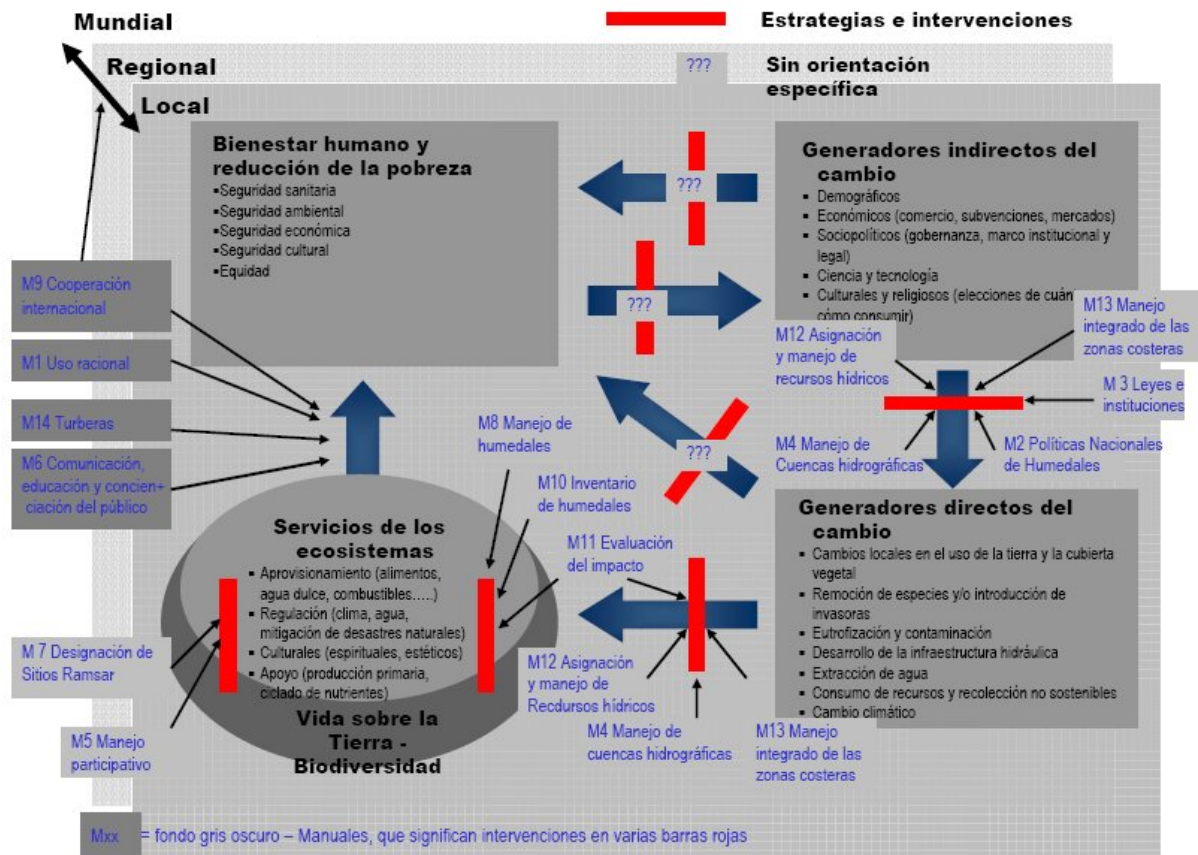 Mundial
Estrategias e intervenciones
Regional
???
Sin orientación
específica
Local
Bienestar humano y
reducción de la pobreza
▪Seguridad sanitaria
▪Seguridad ambiental
▪Seguridad económica
▪Seguridad cultural
▪Equidad
???
???
Generadores indirectos del
cambio
▪ Demográficos
▪ Económicos (comercio, subvenciones, mercados)
▪ Sociopolíticos (gobernanza, marco institucional y
legal)
▪ Ciencia y tecnología
▪ Culturales y religiosos (elecciones de
cómo consumir)
M9 Cooperación
internacional
M1 Uso racional
M14 Turberas
M6 Comunicación,
educación y concien+
ciación del público
M12 Asignación
y manejo de
recursos hídricos
M13 Manejo
integrado de las
zonas costeras
M 3 Leyes e
instituciones
M4 Manejo de
Cuencas hidrográficas
M2 Políticas Nacionales
de Humedales
???
M8 Manejo de
humedales
M10 Inventario
de humedales
M11 Evaluación
del impacto
Servicios de los
ecosistemas
▪ Aprovisionamiento (alimentos,
agua dulce, combustibles…..)
▪ Regulación (clima, agua,
mitigación de desastres naturales)
▪ Culturales (espirituales, estéticos)
▪ Apoyo (producción primaria,
ciclado de nutrientes)
Vida sobre la
Tierra -
Biodiversidad
Generadores directos del
cambio
▪ Cambios locales en el uso de la tierra y la cubierta
vegetal
▪ Remoción de especies y/o introducción de
invasoras
▪ Eutrofización y contaminación
▪ Desarrollo de la infraestructura hidráulica
▪ Extracción de agua
▪ Consumo de recursos y recolección no sostenibles
▪ Cambio climático
M 7 Designación de
Sitios Ramsar
M5 Manejo
participativo
M12 Asignación
y manejo de
Recdursos hídricos
M4 Manejo de
cuencas hidrográficas
M13 Manejo
integrado de las
zonas costeras
Mxx = fondo gris oscuro – Manuales, que significan intervenciones en varias barras rojas